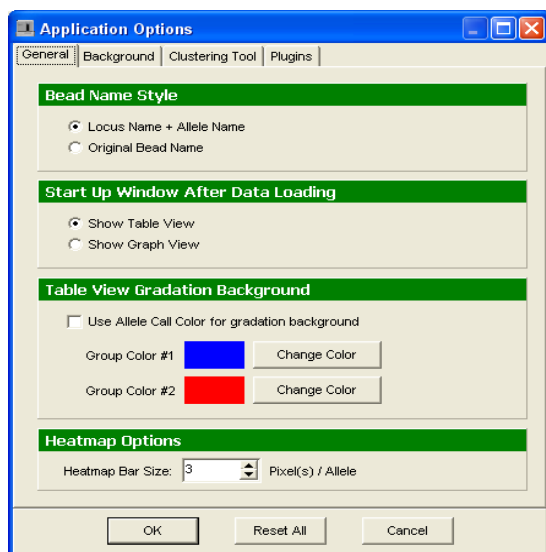 Application Options
General Background Clustering Tool Plugins
Bead Name Style
Locus Name + Allele Name
Original Bead Name
Start Up Window After Data Loading
Show Table View
Show Graph View
Table View Gradation Background
Use Allele Call Color for gradation background
Group Color #1 Change Color
Group Color #2 Change Color
Heatmap Options
Heatmap Bar Size: 3 Pixel(s) / Allele
OK Reset All Cancel